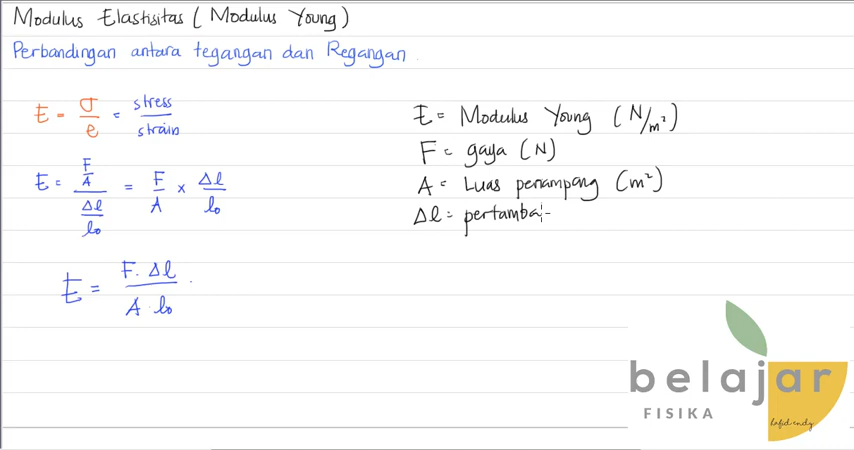 Modulus Elastisitas ( Modulus Young )
Perbandingan antara tegangan dan Regangan .
E = σ/e = stress/strain
E = (F/A)/(Δl/l₀) = F/A × Δl/l₀
E = F. Δl / A . l₀
E = Modulus Young ( N/m² )
F = gaya (N)
A = Luas penampang (m²)
Δl = pertamba
belajar
FISIKA